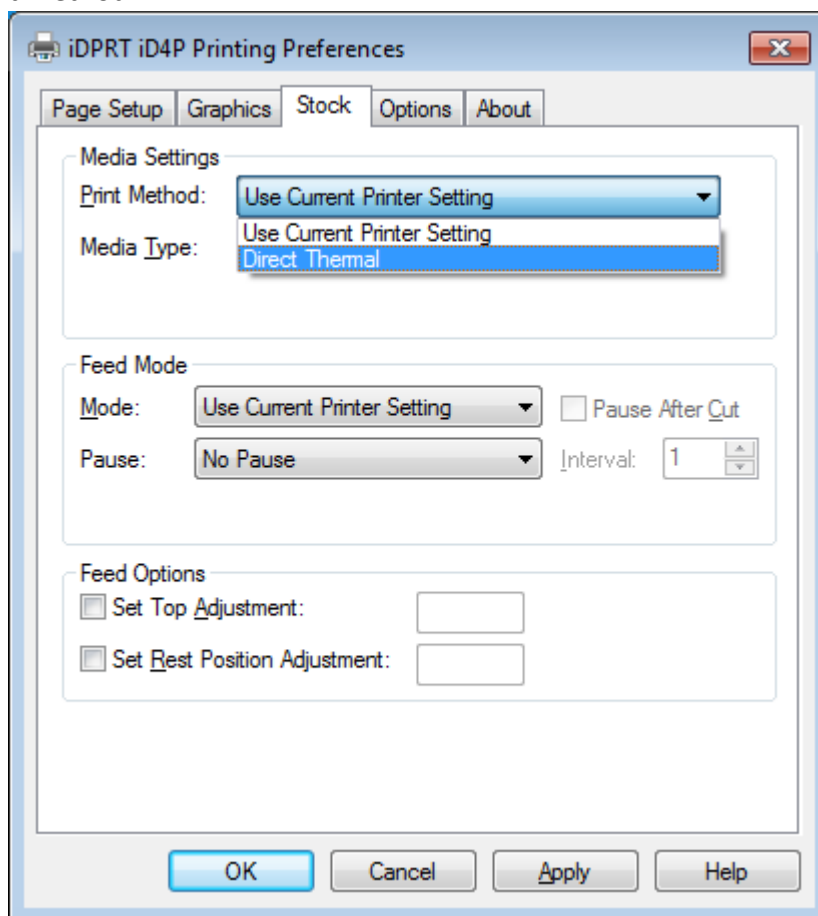 iDPRT iD4P Printing Preferences
Page Setup Graphics Stock Options About
Media Settings
Print Method: Use Current Printer Setting
Use Current Printer Setting
Media Type:
Direct Thermal
Feed Mode
Mode: Use Current Printer Setting Pause After Cut
Pause: No Pause Interval: 1
Feed Options
Set Top Adjustment:
Set Rest Position Adjustment:
OK Cancel Apply Help